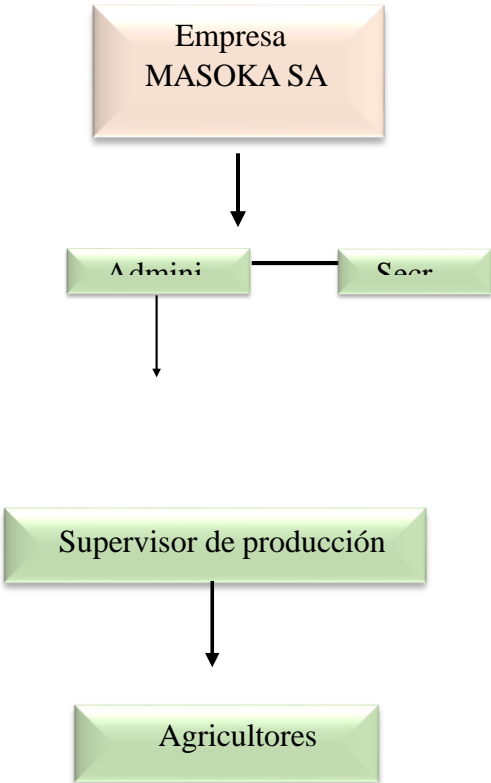 Empresa
MASOKA SA
Admini
Secr
Supervisor de producción
Agricultores